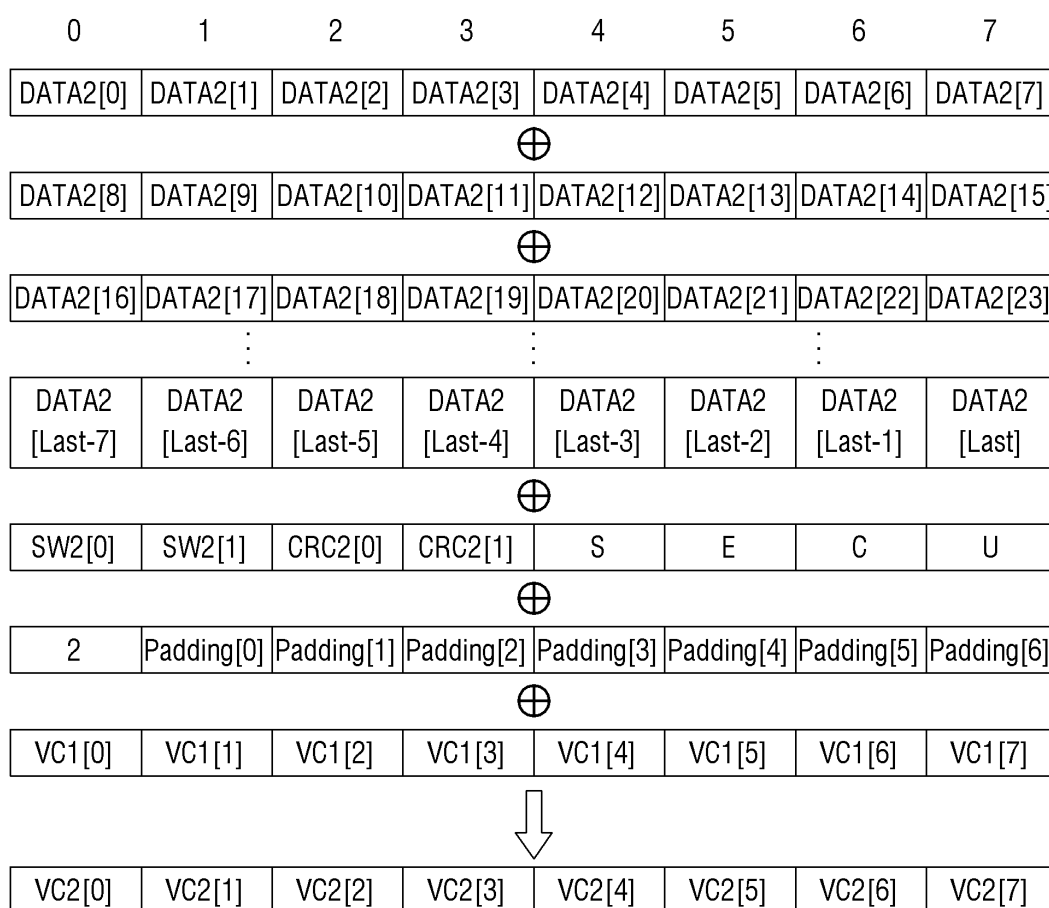 0 1 2 3 4 5 6 7
DATA2[0] DATA2[1] DATA2[2] DATA2[3] DATA2[4] DATA2[5] DATA2[6] DATA2[7]
⊕
DATA2[8] DATA2[9] DATA2[10] DATA2[11] DATA2[12] DATA2[13] DATA2[14] DATA2[15]
⊕
DATA2[16] DATA2[17] DATA2[18] DATA2[19] DATA2[20] DATA2[21] DATA2[22] DATA2[23]
⋮ ⋮ ⋮
DATA2 DATA2 DATA2 DATA2 DATA2 DATA2 DATA2 DATA2
[Last-7] [Last-6] [Last-5] [Last-4] [Last-3] [Last-2] [Last-1] [Last]
⊕
SW2[0] SW2[1] CRC2[0] CRC2[1] S E C U
⊕
2 Padding[0] Padding[1] Padding[2] Padding[3] Padding[4] Padding[5] Padding[6]
⊕
VC1[0] VC1[1] VC1[2] VC1[3] VC1[4] VC1[5] VC1[6] VC1[7]
VC2[0] VC2[1] VC2[2] VC2[3] VC2[4] VC2[5] VC2[6] VC2[7]